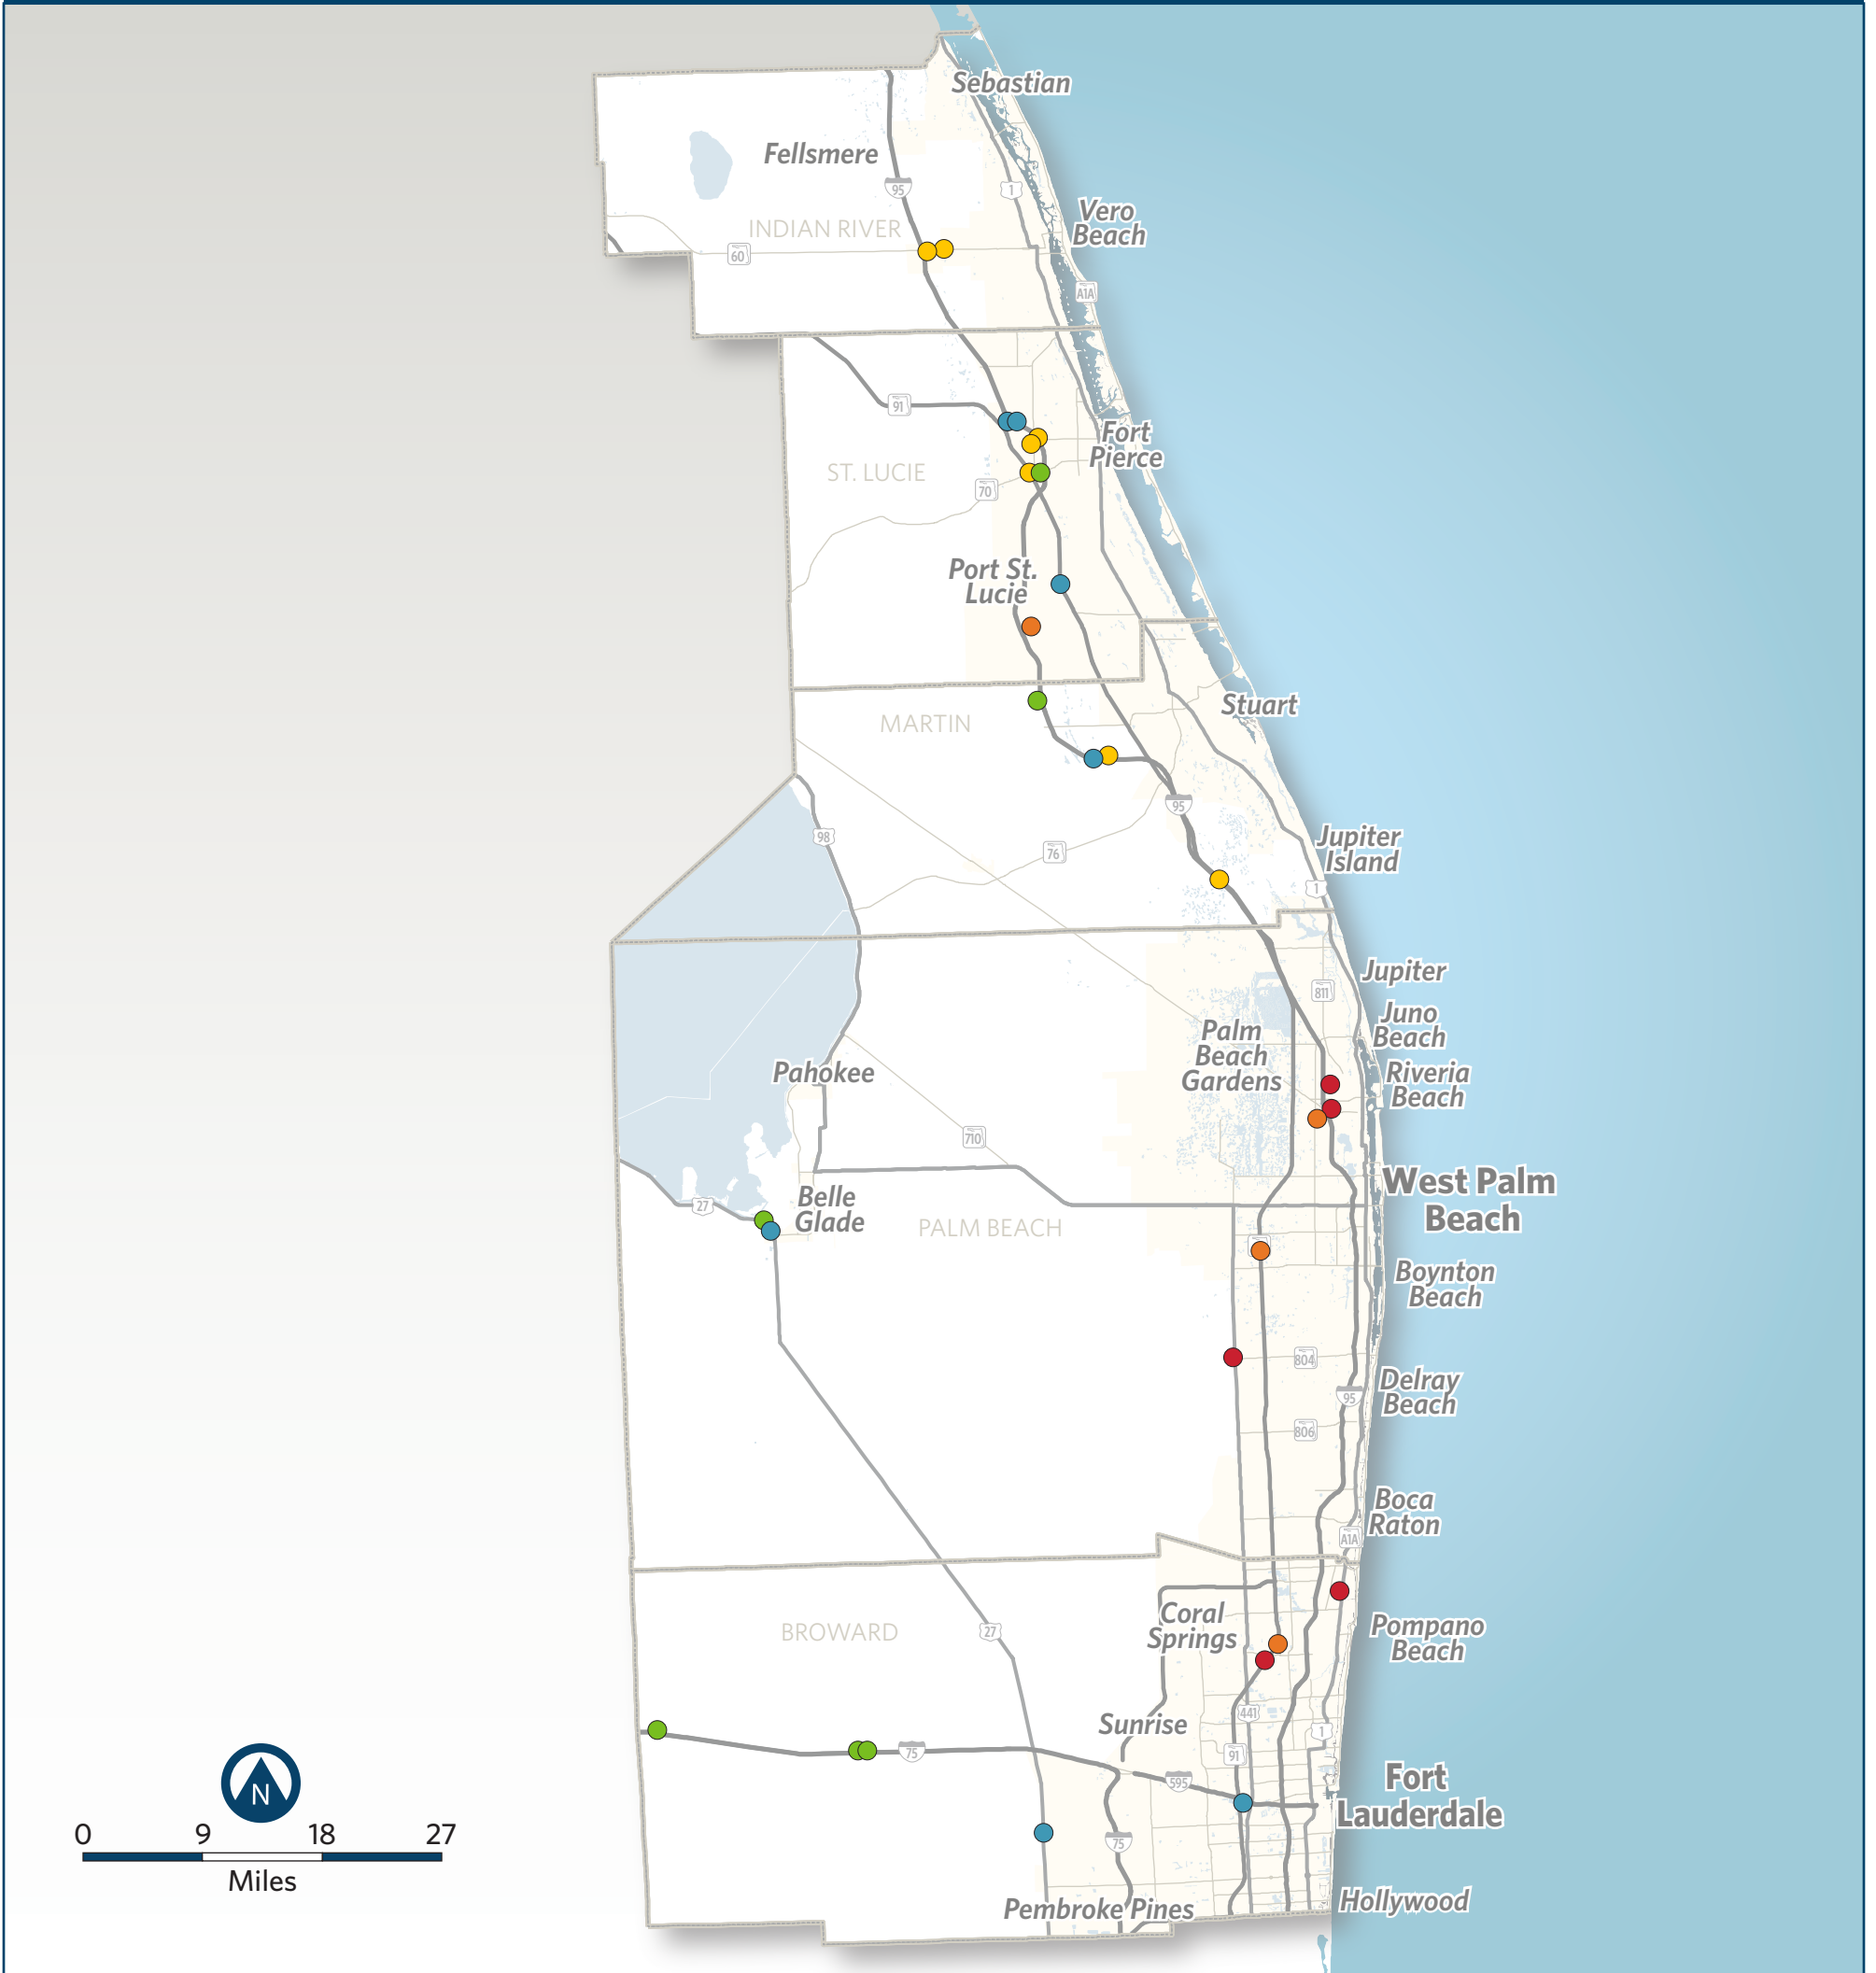 Sebastian
Fellsmere
95
1
Vero
Beach
INDIAN RIVER
60
A1A
91
Fort
Pierce
ST. LUCIE
70
Port St.
Lucie
Stuart
MARTIN
95
98
76
Jupiter
Island
1
Jupiter
811
Juno
Beach
Palm
Beach
Gardens
Riveria
Beach
Pahokee
710
West Palm
Beach
27
Belle
Glade
PALM BEACH
Boynton
Beach
804
Delray
Beach
95
806
Boca
Raton
A1A
Coral
Springs
Pompano
Beach
BROWARD
27
441
Sunrise
1
75
91
595
Fort
Lauderdale
N
0 9 18 27
Miles
75
Pembroke Pines
Hollywood